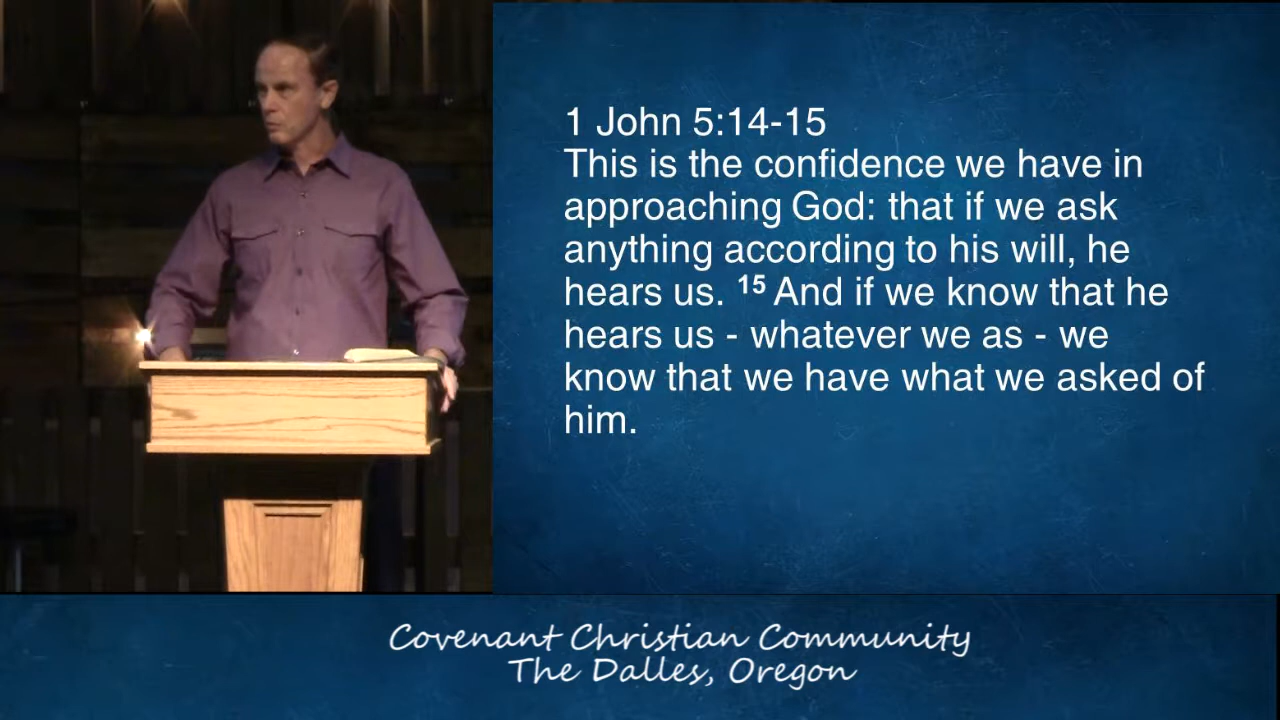 1 John 5:14-15
This is the confidence we have in
approaching God: that if we ask
anything according to his will, he
hears us. 15 And if we know that he
hears us - whatever we as - we
know that we have what we asked of
him.
Covenant Christian Community
The Dalles, Oregon